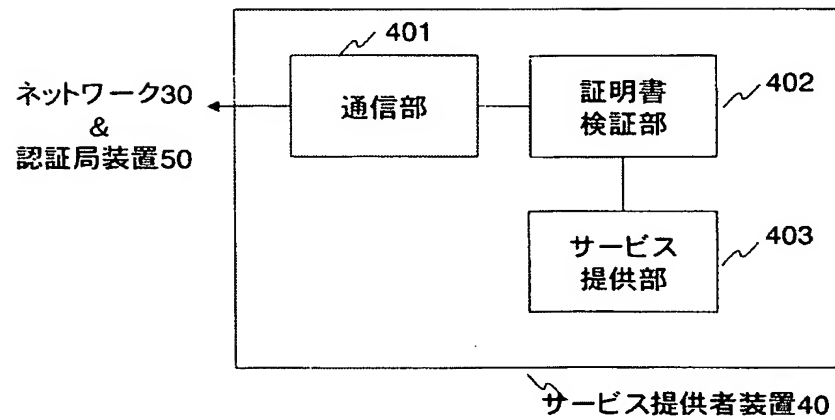 401
ネットワーク30
&
認証局装置50
通信部
証明書
検証部
402
サービス
提供部
403
サービス提供者装置40